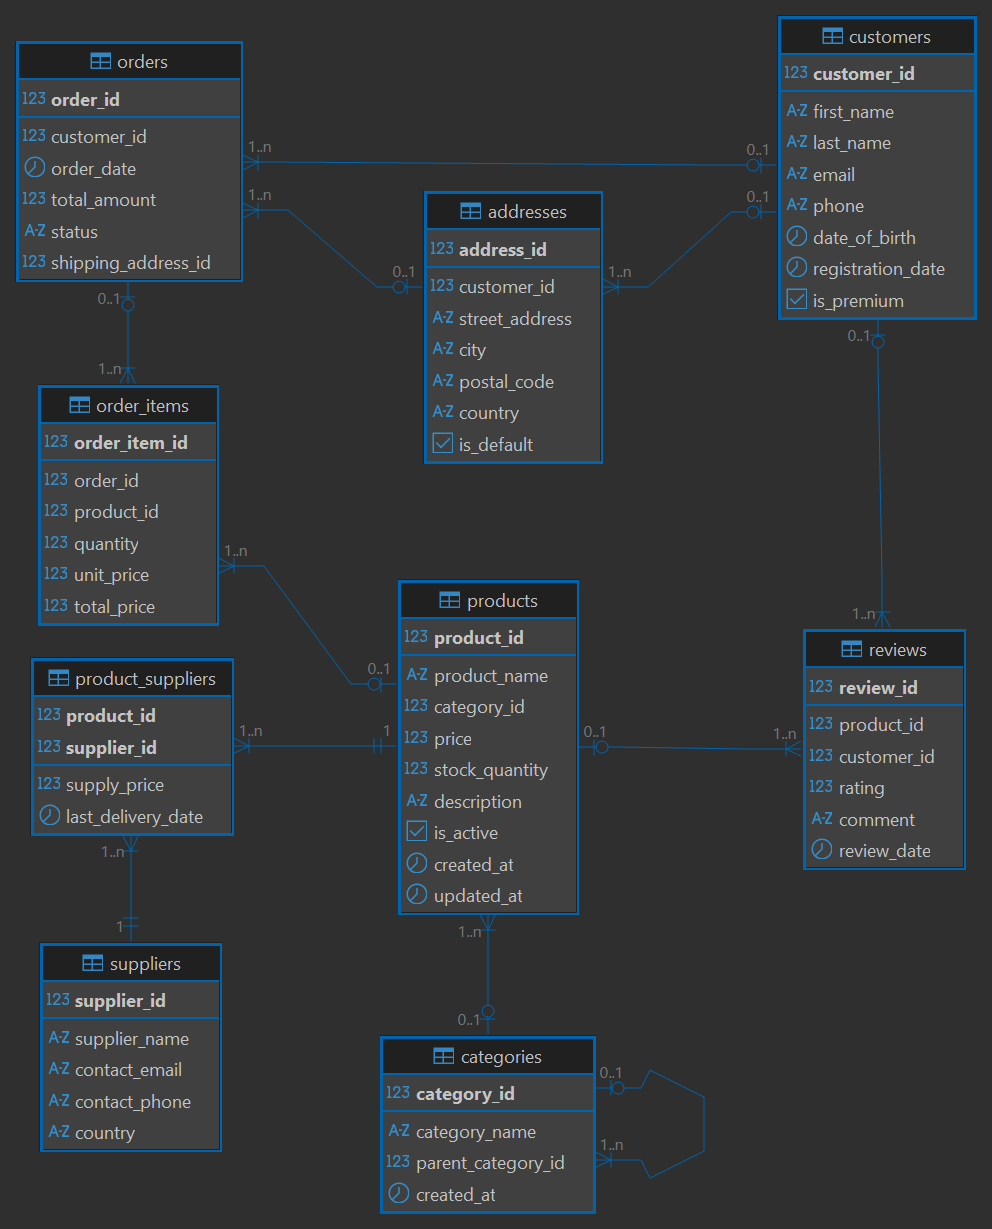 orders
123 order_id
123 customer_id
order_date
123 total_amount
A-Z status
123 shipping_address_id
customers
123 customer_id
A-Z first_name
A-Z last_name
A-Z email
A-Z phone
date_of_birth
registration_date
is_premium
1..n
0..1
1..n
0..1
0..1
1..n
addresses
123 address_id
123 customer_id
A-Z street_address
A-Z city
A-Z postal_code
A-Z country
is_default
0..1
1..n
0..1
1..n
order_items
123 order_item_id
123 order_id
123 product_id
123 quantity
123 unit_price
123 total_price
1..n
0..1
products
123 product_id
A-Z product_name
123 category_id
123 price
123 stock_quantity
A-Z description
is_active
created_at
updated_at
reviews
123 review_id
123 product_id
123 customer_id
123 rating
A-Z comment
review_date
0..1
1..n
product_suppliers
123 product_id
123 supplier_id
123 supply_price
last_delivery_date
1..n
1
1..n
1
suppliers
123 supplier_id
A-Z supplier_name
A-Z contact_email
A-Z contact_phone
A-Z country
1..n
0..1
categories
123 category_id
A-Z category_name
123 parent_category_id
created_at
0..1
1..n